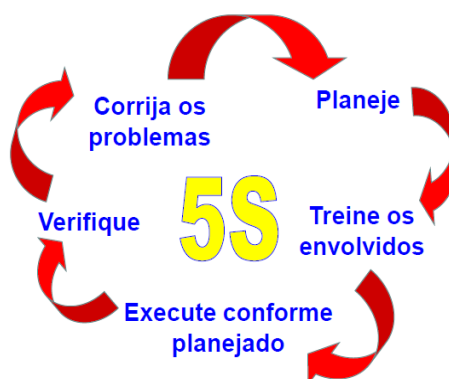 Corrija os
problemas
Planeje
Verifique
5S
Treine os
envolvidos
Execute conforme
planejado